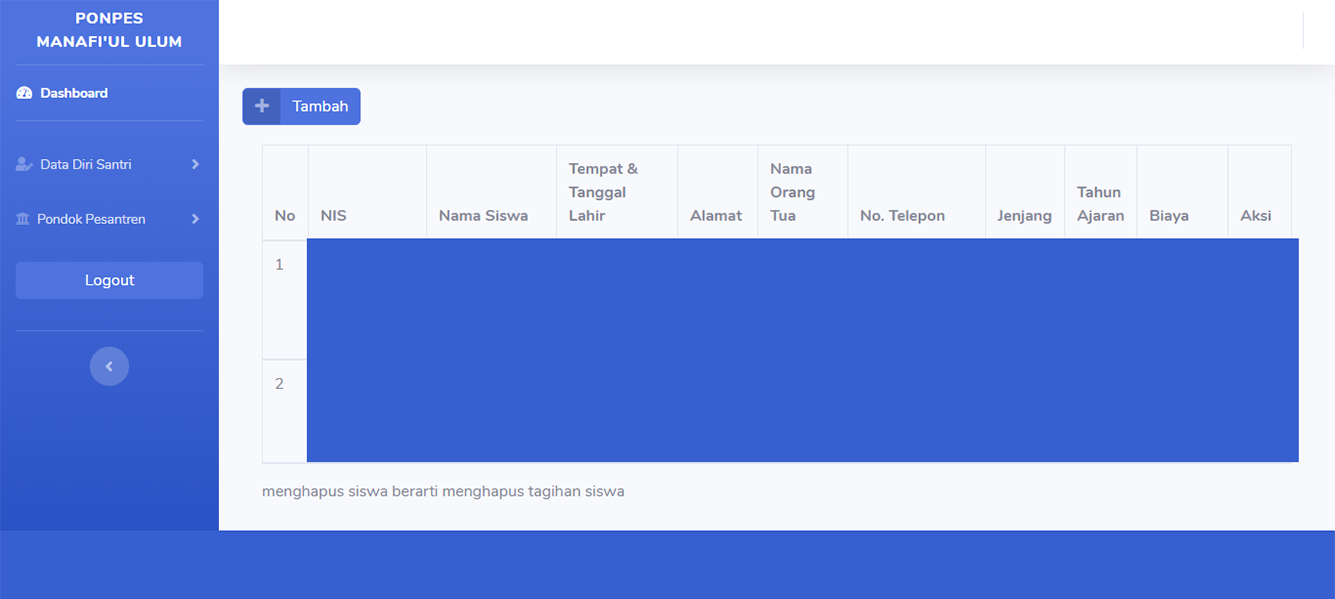 PONPES
MANAFI'UL ULUM
Dashboard
Data Diri Santri
Pondok Pesantren
Logout
Tambah
No
NIS
Nama Siswa
Tempat &
Tanggal
Lahir
Alamat
Nama
Orang
Tua
No. Telepon
Jenjang
Tahun
Ajaran
Biaya
Aksi
1
2
menghapus siswa berarti menghapus tagihan siswa